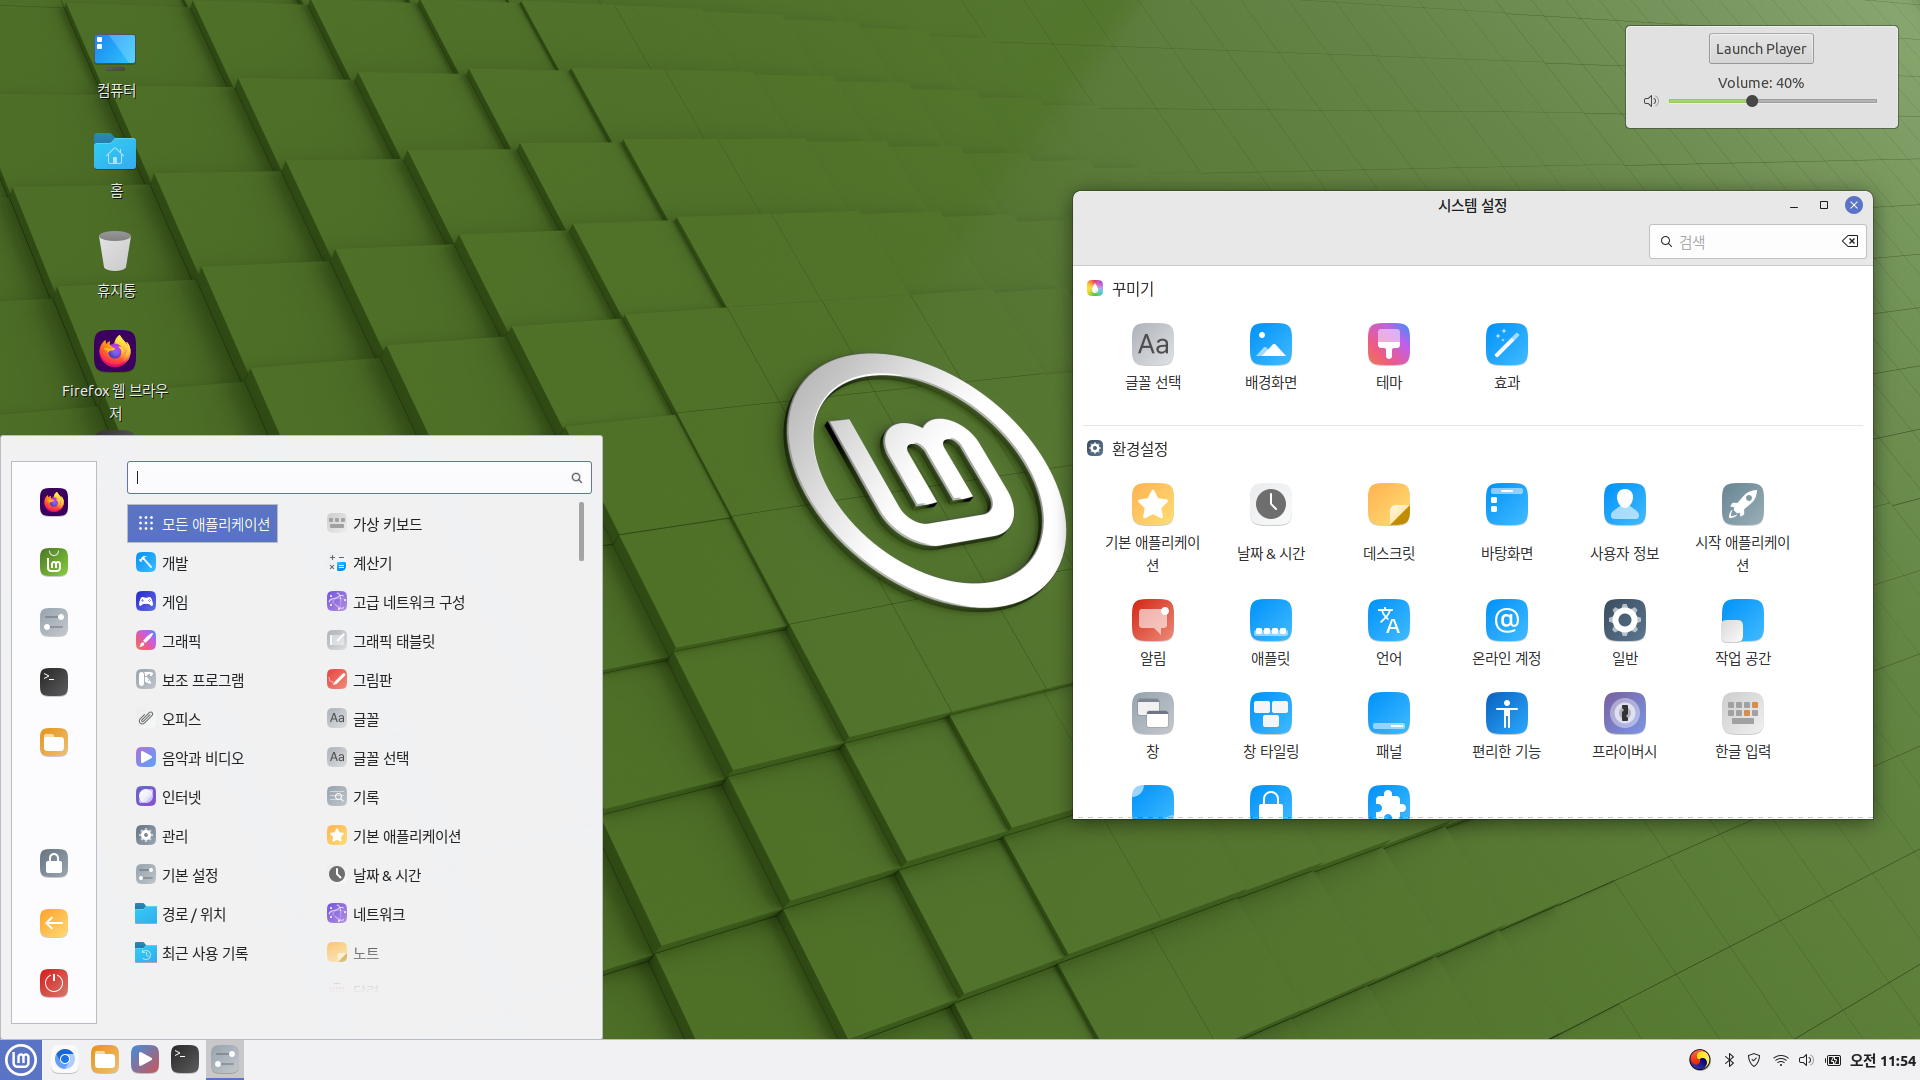 컴퓨터
홈
휴지통
Firefox 웹 브라우
저
Launch Player
Volume: 40%
시스템 설정
검색
꾸미기
글꼴 선택
배경화면
테마
효과
환경설정
기본 애플리케이
션
날짜 & 시간
데스크릿
바탕화면
사용자 정보
시작 애플리케이
션
알림
애플릿
언어
온라인 계정
일반
작업 공간
창
창 타일링
패널
편리한 기능
프라이버시
한글 입력
모든 애플리케이션
개발
게임
그래픽
보조 프로그램
오피스
음악과 비디오
인터넷
관리
기본 설정
경로 / 위치
최근 사용 기록
가상 키보드
계산기
고급 네트워크 구성
그래픽 태블릿
그림판
글꼴
글꼴 선택
기록
기본 애플리케이션
날짜 & 시간
네트워크
노트
오전 11:54